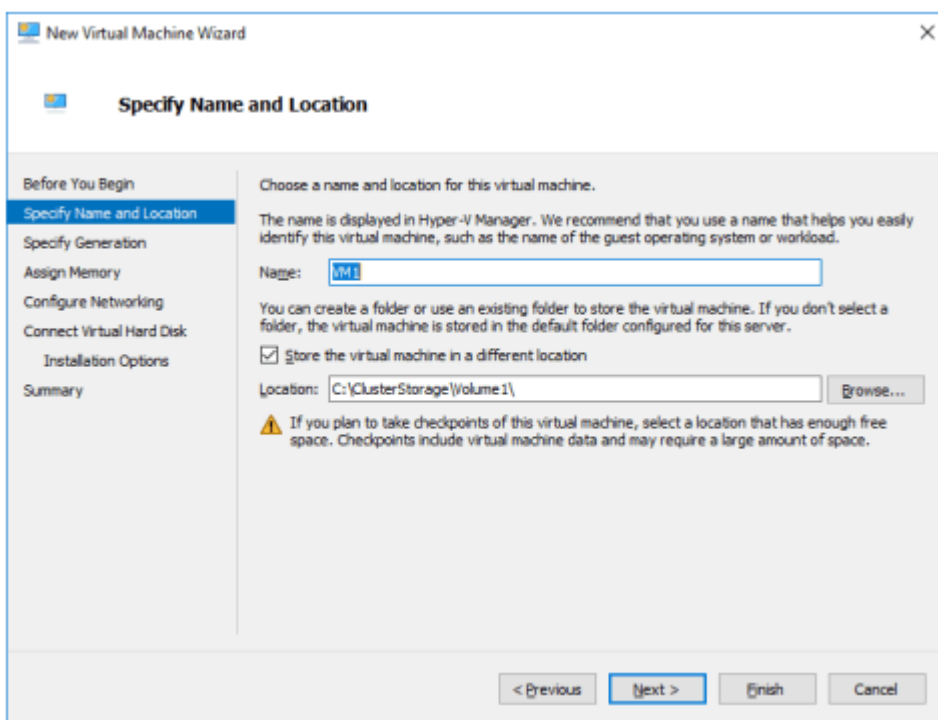 New Virtual Machine Wizard
Specify Name and Location
Before You Begin
Specify Name and Location
Specify Generation
Assign Memory
Configure Networking
Connect Virtual Hard Disk
Installation Options
Summary
Choose a name and location for this virtual machine.
The name is displayed in Hyper-V Manager. We recommend that you use a name that helps you easily
identify this virtual machine, such as the name of the guest operating system or workload.
Name: VM1
You can create a folder or use an existing folder to store the virtual machine. If you don't select a
folder, the virtual machine is stored in the default folder configured for this server.
Store the virtual machine in a different location
Location: C:\ClusterStorage\Volume1\ Browse...
If you plan to take checkpoints of this virtual machine, select a location that has enough free
space. Checkpoints include virtual machine data and may require a large amount of space.
< Previous Next > Finish Cancel